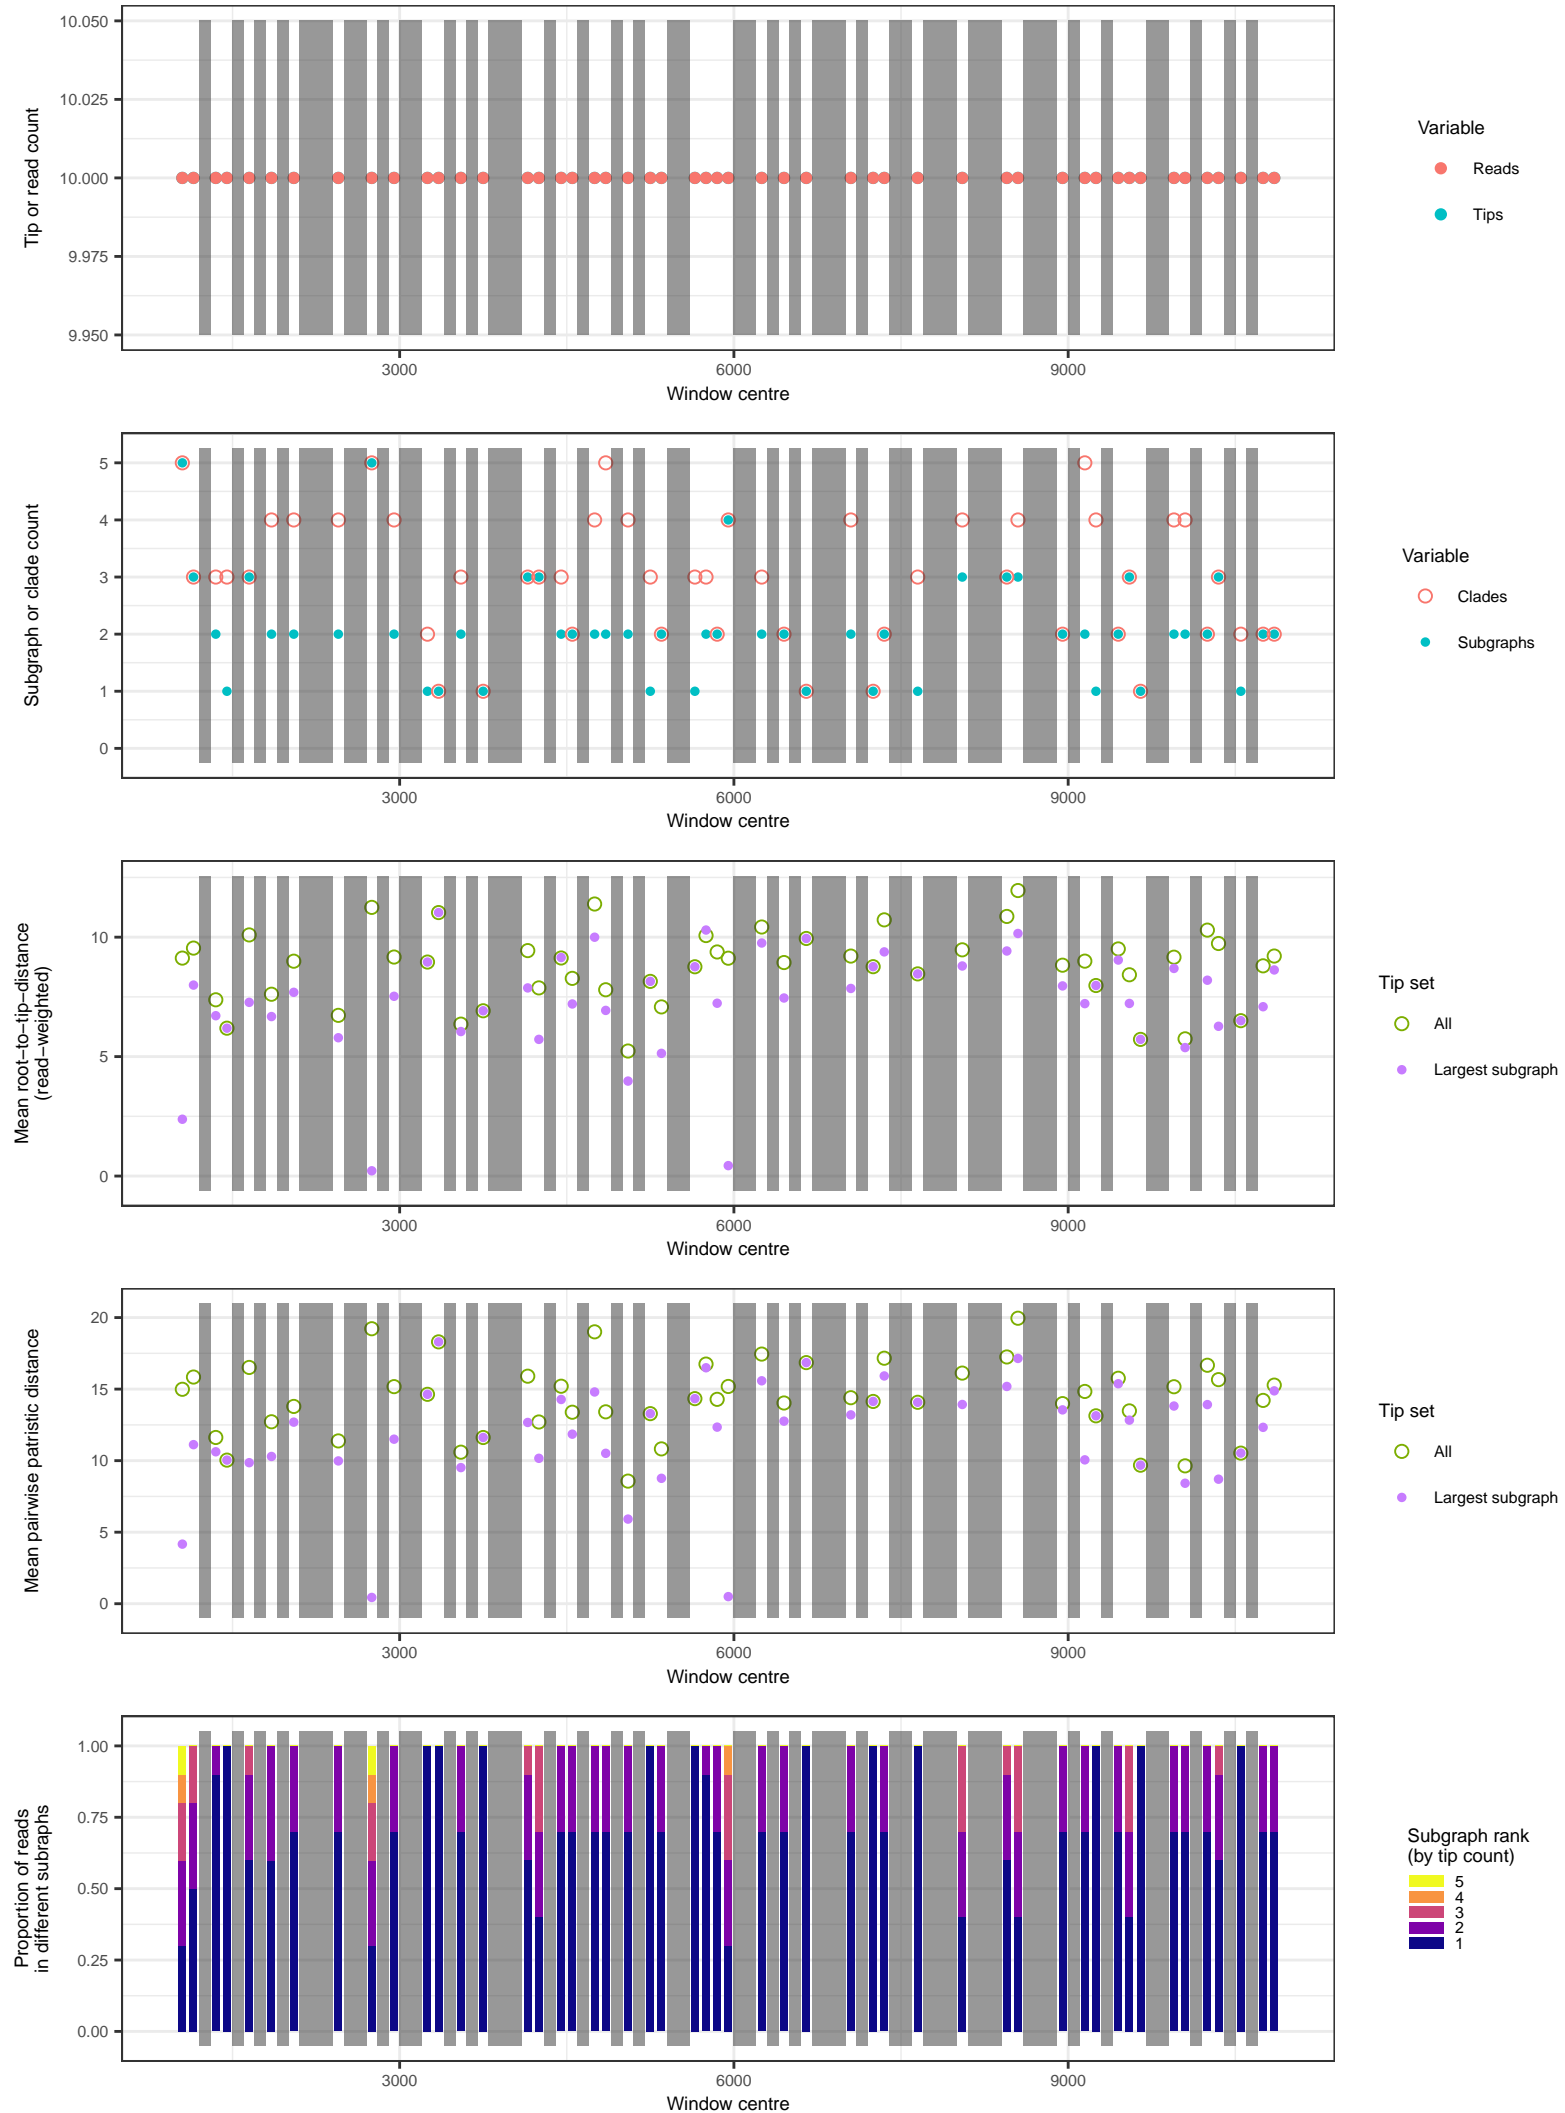 10.050
10.025
10.000
9.975
9.950
Tip or read count
3000 6000 9000
Window centre
Variable
Reads
Tips
5
4
3
2
1
0
Subgraph or clade count
3000 6000 9000
Window centre
Variable
Clades
Subgraphs
10
5
0
Mean root−to−tip−distance
(read−weighted)
3000 6000 9000
Window centre
Tip set
All
Largest subgraph
20
15
10
5
0
Mean pairwise patristic distance
3000 6000 9000
Window centre
Tip set
All
Largest subgraph
1.00
0.75
0.50
0.25
0.00
Proportion of reads
in different subraphs
3000 6000 9000
Window centre
Subgraph rank
(by tip count)
5
4
3
2
1